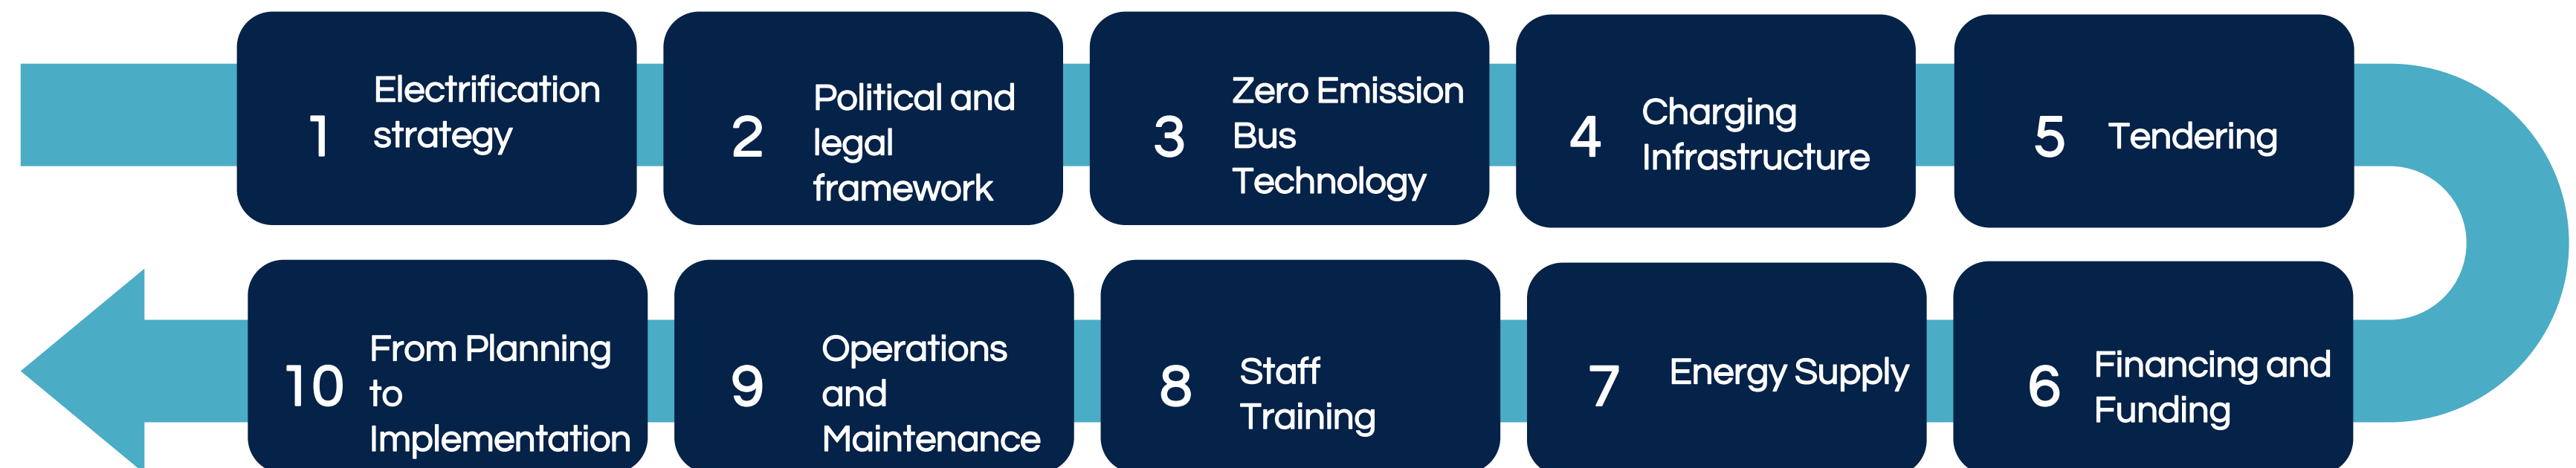 1
Electrification
strategy
2
Political and
legal
framework
3
Zero Emission
Bus
Technology
4
Charging
Infrastructure
5
Tendering
6
Financing and
Funding
7
Energy Supply
8
Staff
Training
9
Operations
and
Maintenance
10
From Planning
to
Implementation